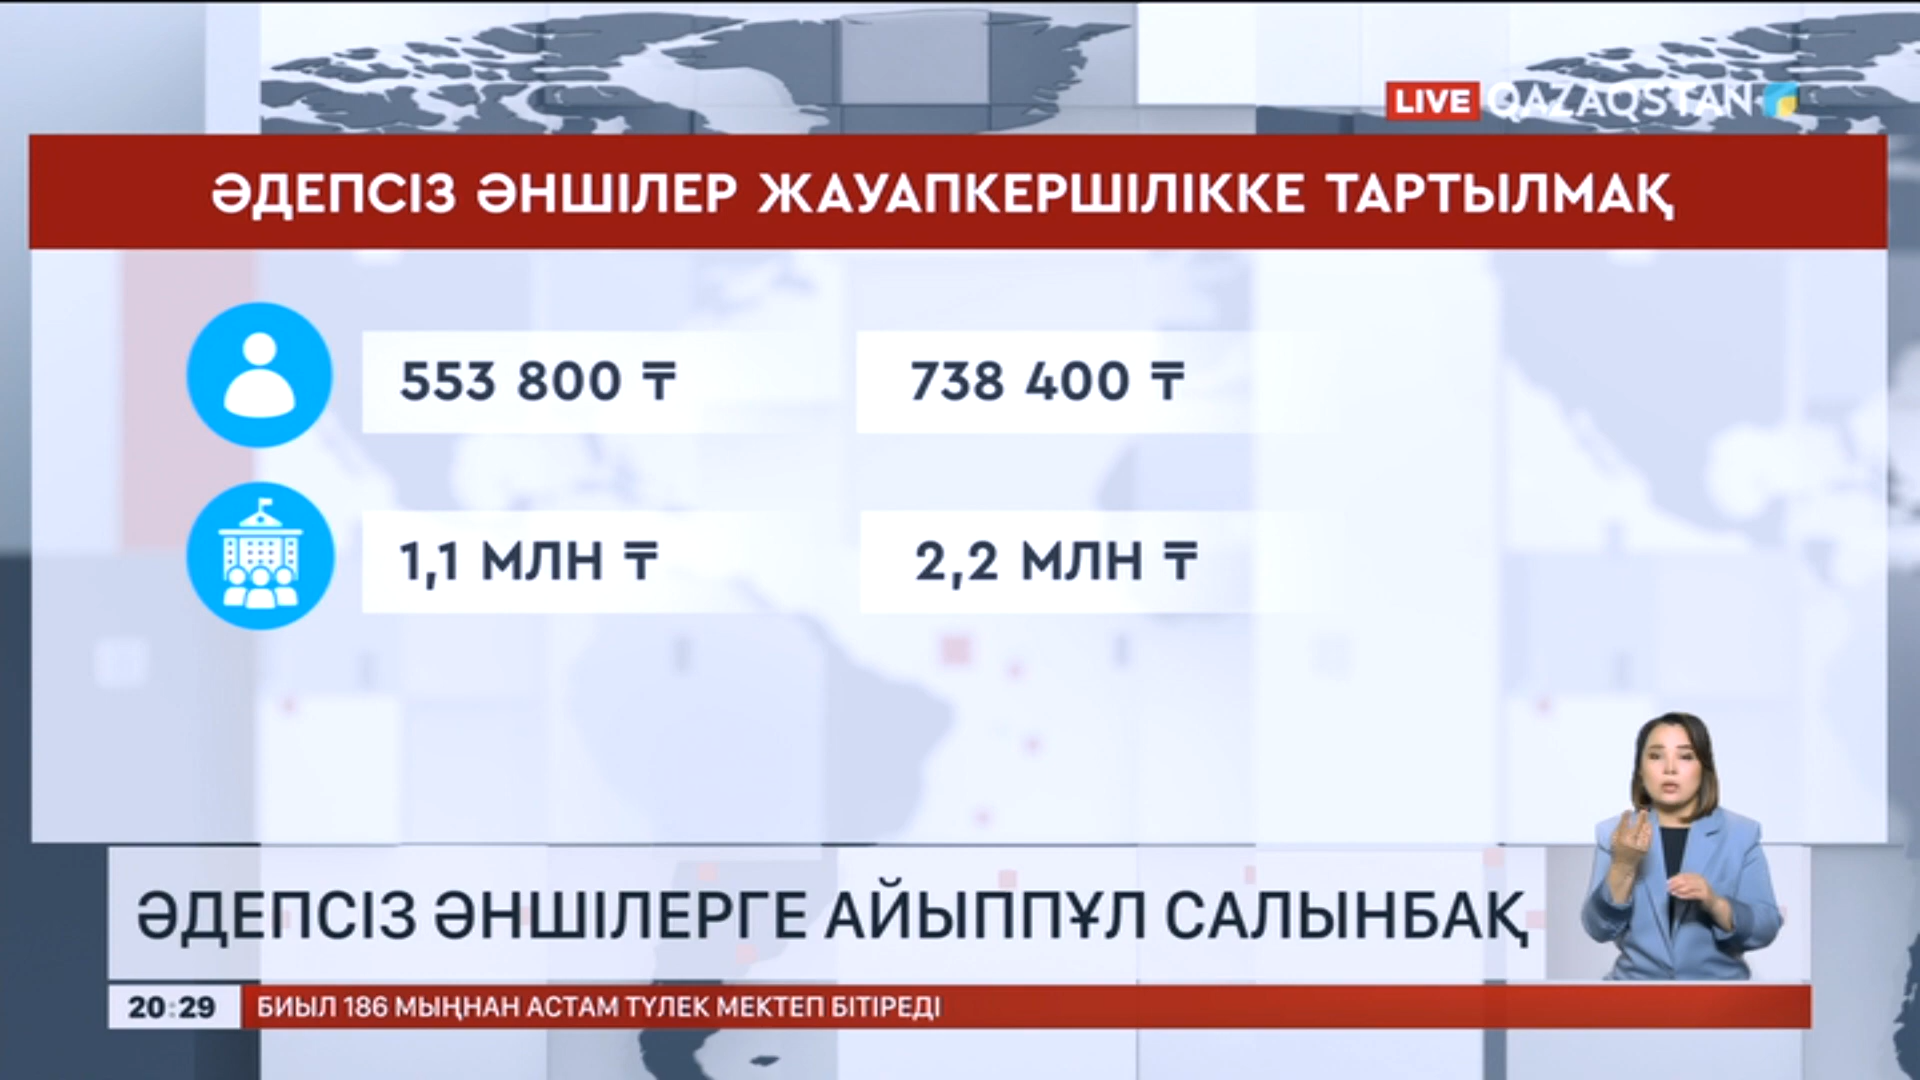 LIVE QAZAQSTAN
ӘДЕПСІЗ ӘНШІЛЕР ЖАУАПКЕРШІЛІККЕ ТАРТЫЛМАҚ
553 800 ₸ 738 400 ₸
1,1 МЛН ₸ 2,2 МЛН ₸
ӘДЕПСІЗ ӘНШІЛЕРГЕ АЙЫППҰЛ САЛЫНБАҚ
20:29 БИЫЛ 186 МЫҢНАН АСТАМ ТҮЛЕК МЕКТЕП БІТІРЕДІ